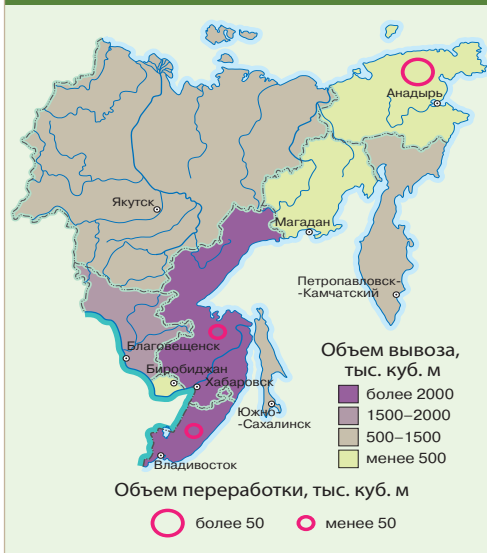 Анадырь
Якутск
Магадан
Петропавловск-
-Камчатский
Благовещенск
Биробиджан
Хабаровск
Южно-
-Сахалинск
Владивосток
Объем вывоза,
тыс. куб. м
более 2000
1500–2000
500–1500
менее 500
Объем переработки, тыс. куб. м
более 50
менее 50